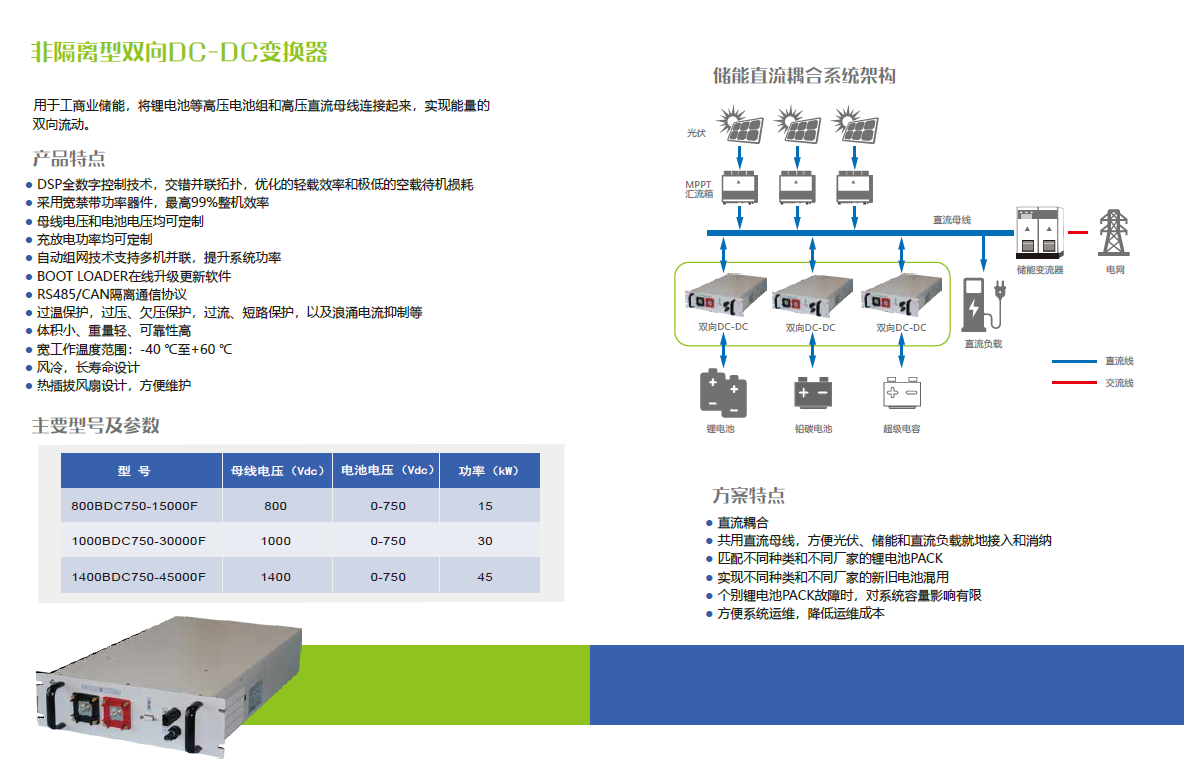 非隔离型双向DC-DC变换器
用于工商业储能，将锂电池等高压电池组和高压直流母线连接起来，实现能量的
双向流动。
产品特点
● DSP全数字控制技术，交错并联拓扑，优化的轻载效率和极低的空载待机损耗
● 采用宽禁带功率器件，最高99%整机效率
● 母线电压和电池电压均可定制
● 充放电功率均可定制
● 自动组网技术支持多机并联，提升系统功率
● BOOT LOADER在线升级更新软件
● RS485/CAN隔离通信协议
● 过温保护，过压、欠压保护，过流、短路保护，以及浪涌电流抑制等
● 体积小、重量轻、可靠性高
● 宽工作温度范围：-40 ℃至+60 ℃
● 风冷，长寿命设计
● 热插拔风扇设计，方便维护
主要型号及参数
型 号 母线电压（Vdc） 电池电压（Vdc） 功率（kW）
800BDC750-15000F 800 0-750 15
1000BDC750-30000F 1000 0-750 30
1400BDC750-45000F 1400 0-750 45
储能直流耦合系统架构
光伏
MPPT
汇流箱
直流母线
储能变流器 电网
双向DC-DC 双向DC-DC 双向DC-DC
直流负载
直流线
交流线
锂电池 铅碳电池 超级电容
方案特点
● 直流耦合
● 共用直流母线，方便光伏、储能和直流负载就地接入和消纳
● 匹配不同种类和不同厂家的锂电池PACK
● 实现不同种类和不同厂家的新旧电池混用
● 个别锂电池PACK故障时，对系统容量影响有限
● 方便系统运维，降低运维成本